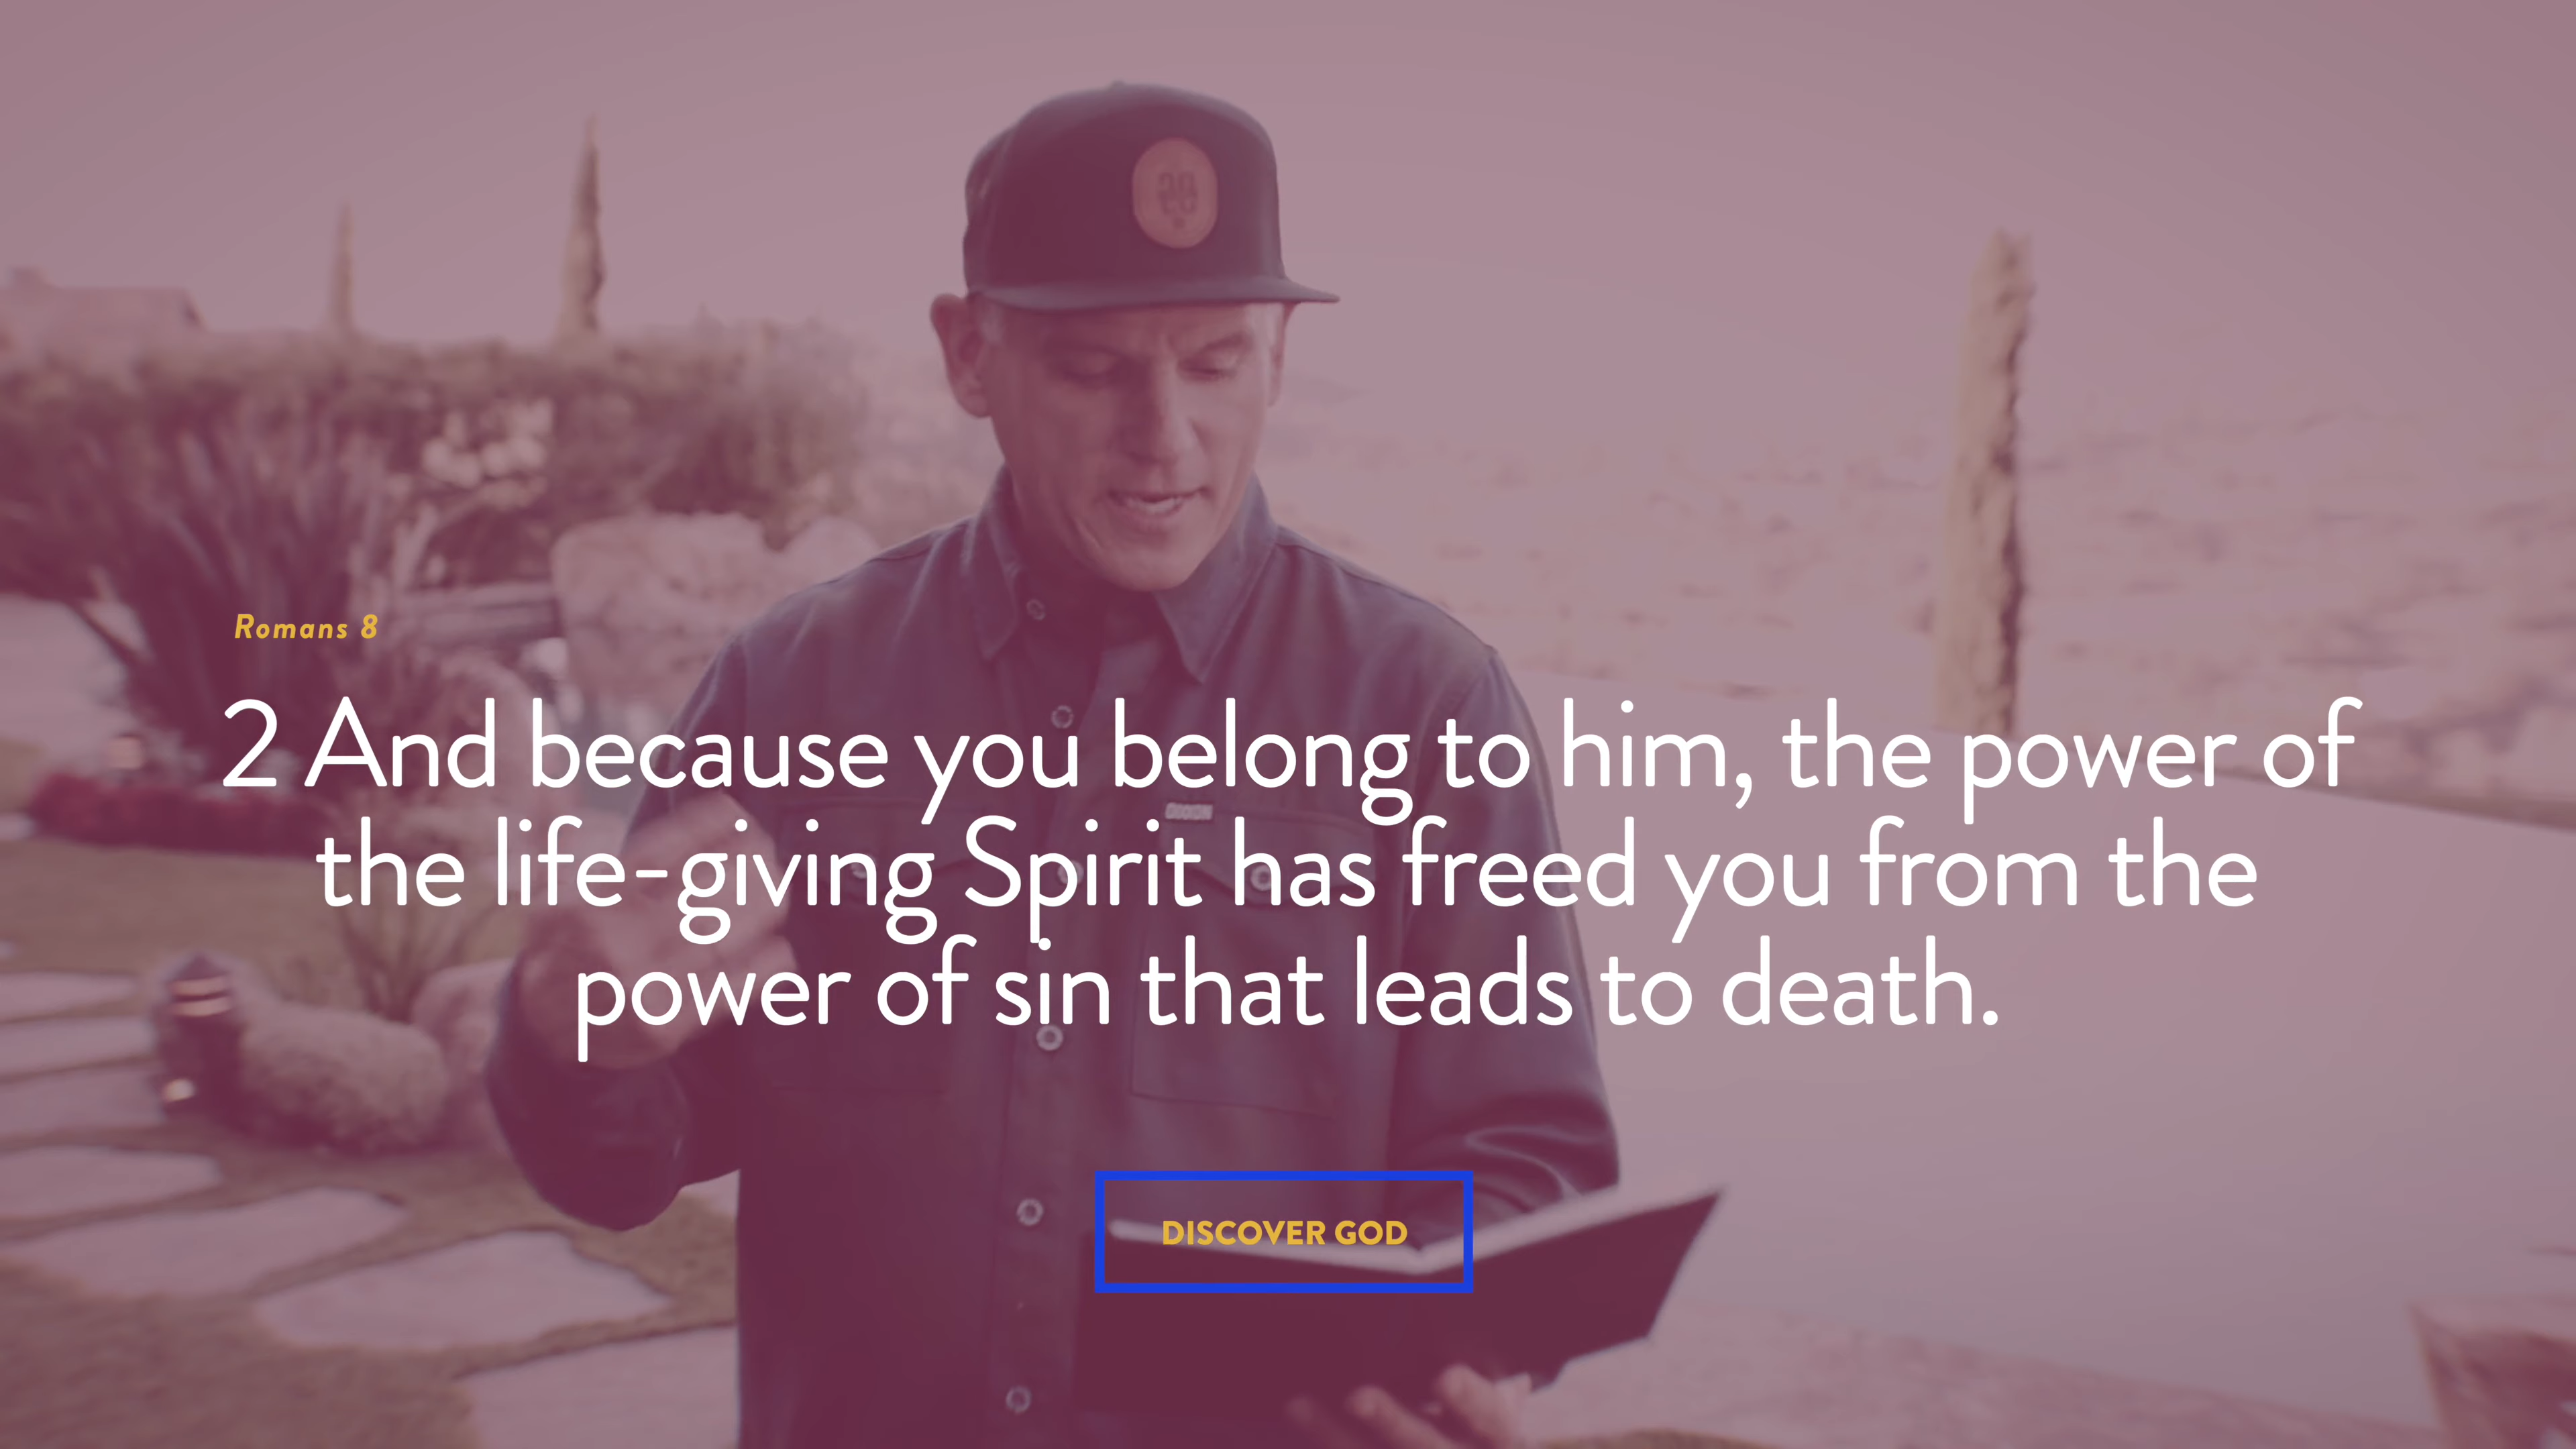 Romans 8
2 And because you belong to him, the power of
the life-giving Spirit has freed you from the
power of sin that leads to death.
DISCOVER GOD